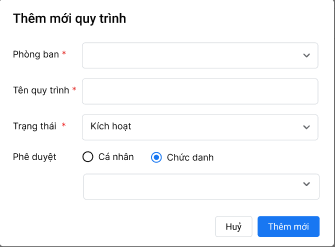 Thêm mới quy trình
Phòng ban *
Tên quy trình *
Trạng thái * Kích hoạt
Phê duyệt Cá nhân Chức danh
Huỷ Thêm mới